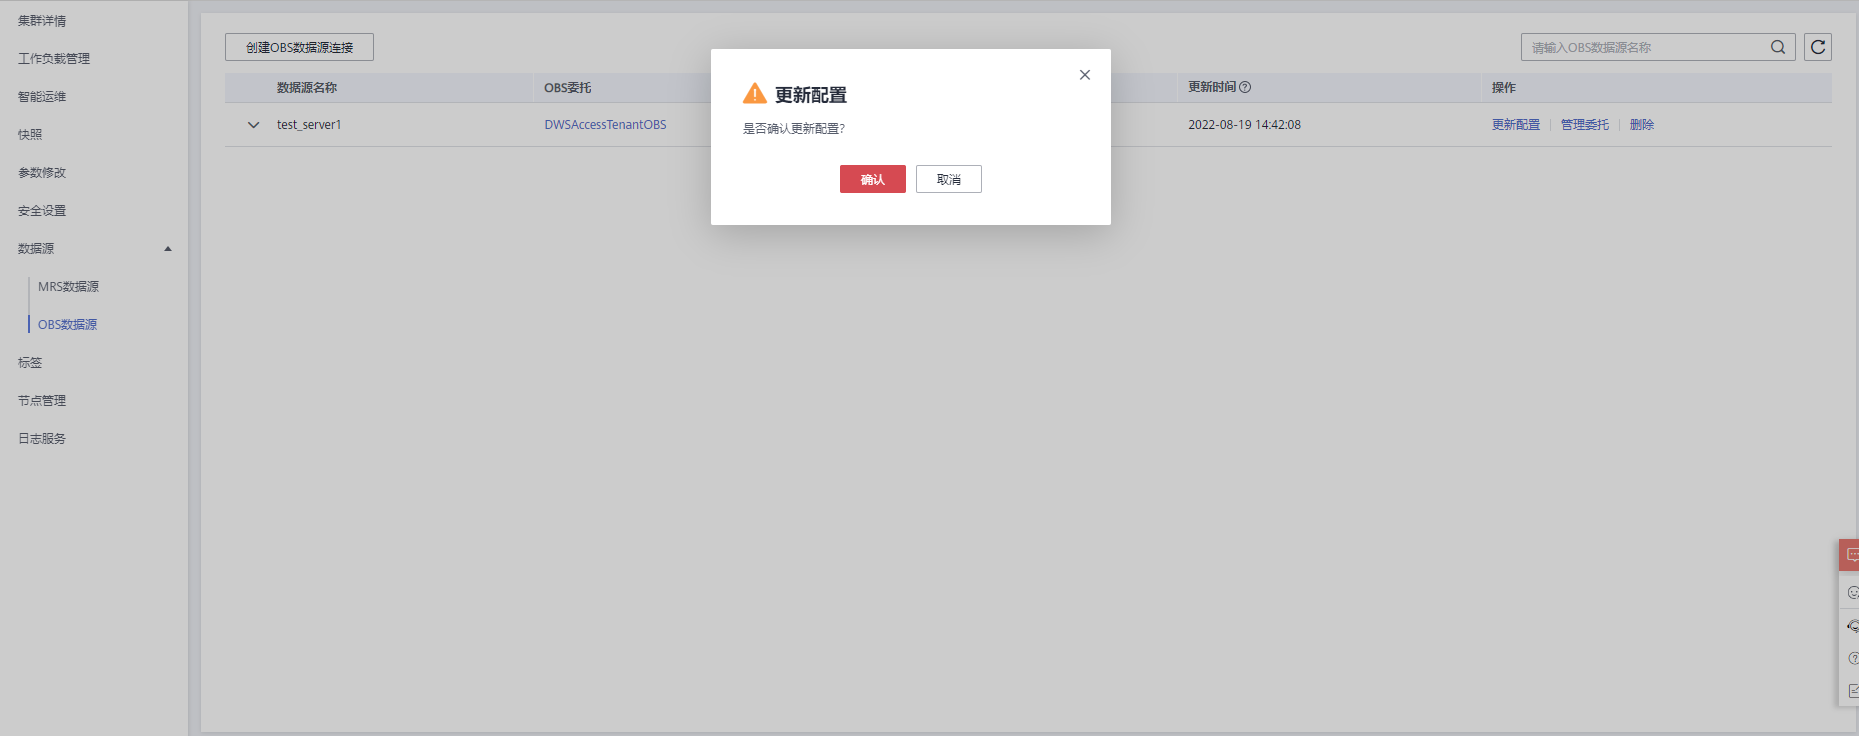 集群详情
工作负载管理
智能运维
快照
参数修改
安全设置
数据源
MRS数据源
OBS数据源
标签
节点管理
日志服务
创建OBS数据源连接
请输入OBS数据源名称
数据源名称
OBS委托
更新时间
操作
test_server1
DWSAccessTenantOBS
2022-08-19 14:42:08
更新配置
管理委托
删除
更新配置
是否确认更新配置?
确认
取消